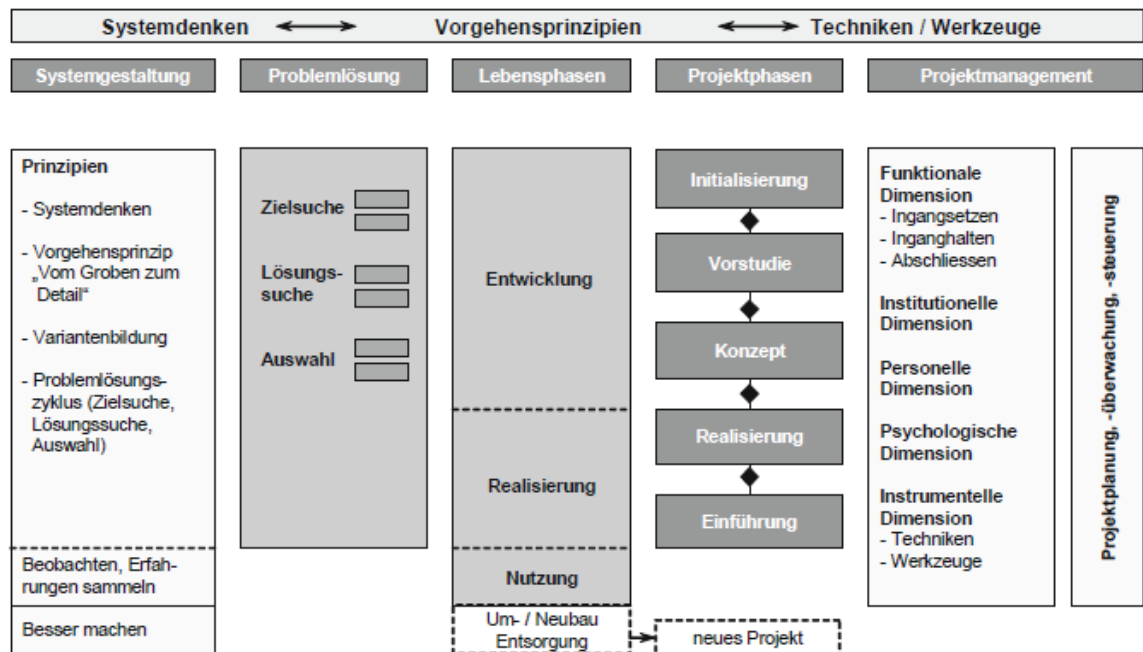 Systemdenken Vorgehensprinzipien Techniken / Werkzeuge
Systemgestaltung
Problemlösung
Lebensphasen
Projektphasen
Projektmanagement
Prinzipien
- Systemdenken
- Vorgehensprinzip
„Vom Groben zum
Detail“
- Variantenbildung
- Problemlösungs-
zyklus (Zielsuche,
Lösungssuche,
Auswahl)
Beobachten, Erfah-
rungen sammeln
Besser machen
Zielsuche
Lösungs-
suche
Auswahl
Entwicklung
Realisierung
Nutzung
Um- / Neubau
Entsorgung
Initialisierung
Vorstudie
Konzept
Realisierung
Einführung
neues Projekt
Funktionale
Dimension
- Ingangsetzen
- Inganghalten
- Abschliessen
Institutionelle
Dimension
Personelle
Dimension
Psychologische
Dimension
Instrumentelle
Dimension
- Techniken
- Werkzeuge
Projektplanung, -überwachung, -steuerung